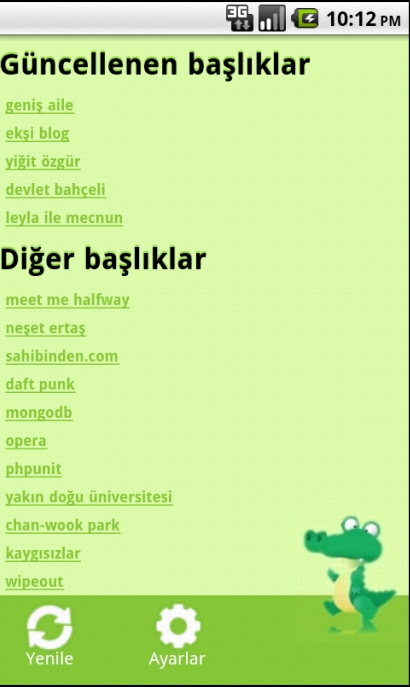 3G
10:12 PM
Güncellenen başlıklar
geniş aile
ekşi blog
yiğit özgür
devlet bahçeli
leyla ile mecnun
Diğer başlıklar
meet me halfway
neşet ertaş
sahibinden.com
daft punk
mongodb
opera
phpunit
yakın doğu üniversitesi
chan-wook park
kaygısızlar
wipeout
Yenile
Ayarlar